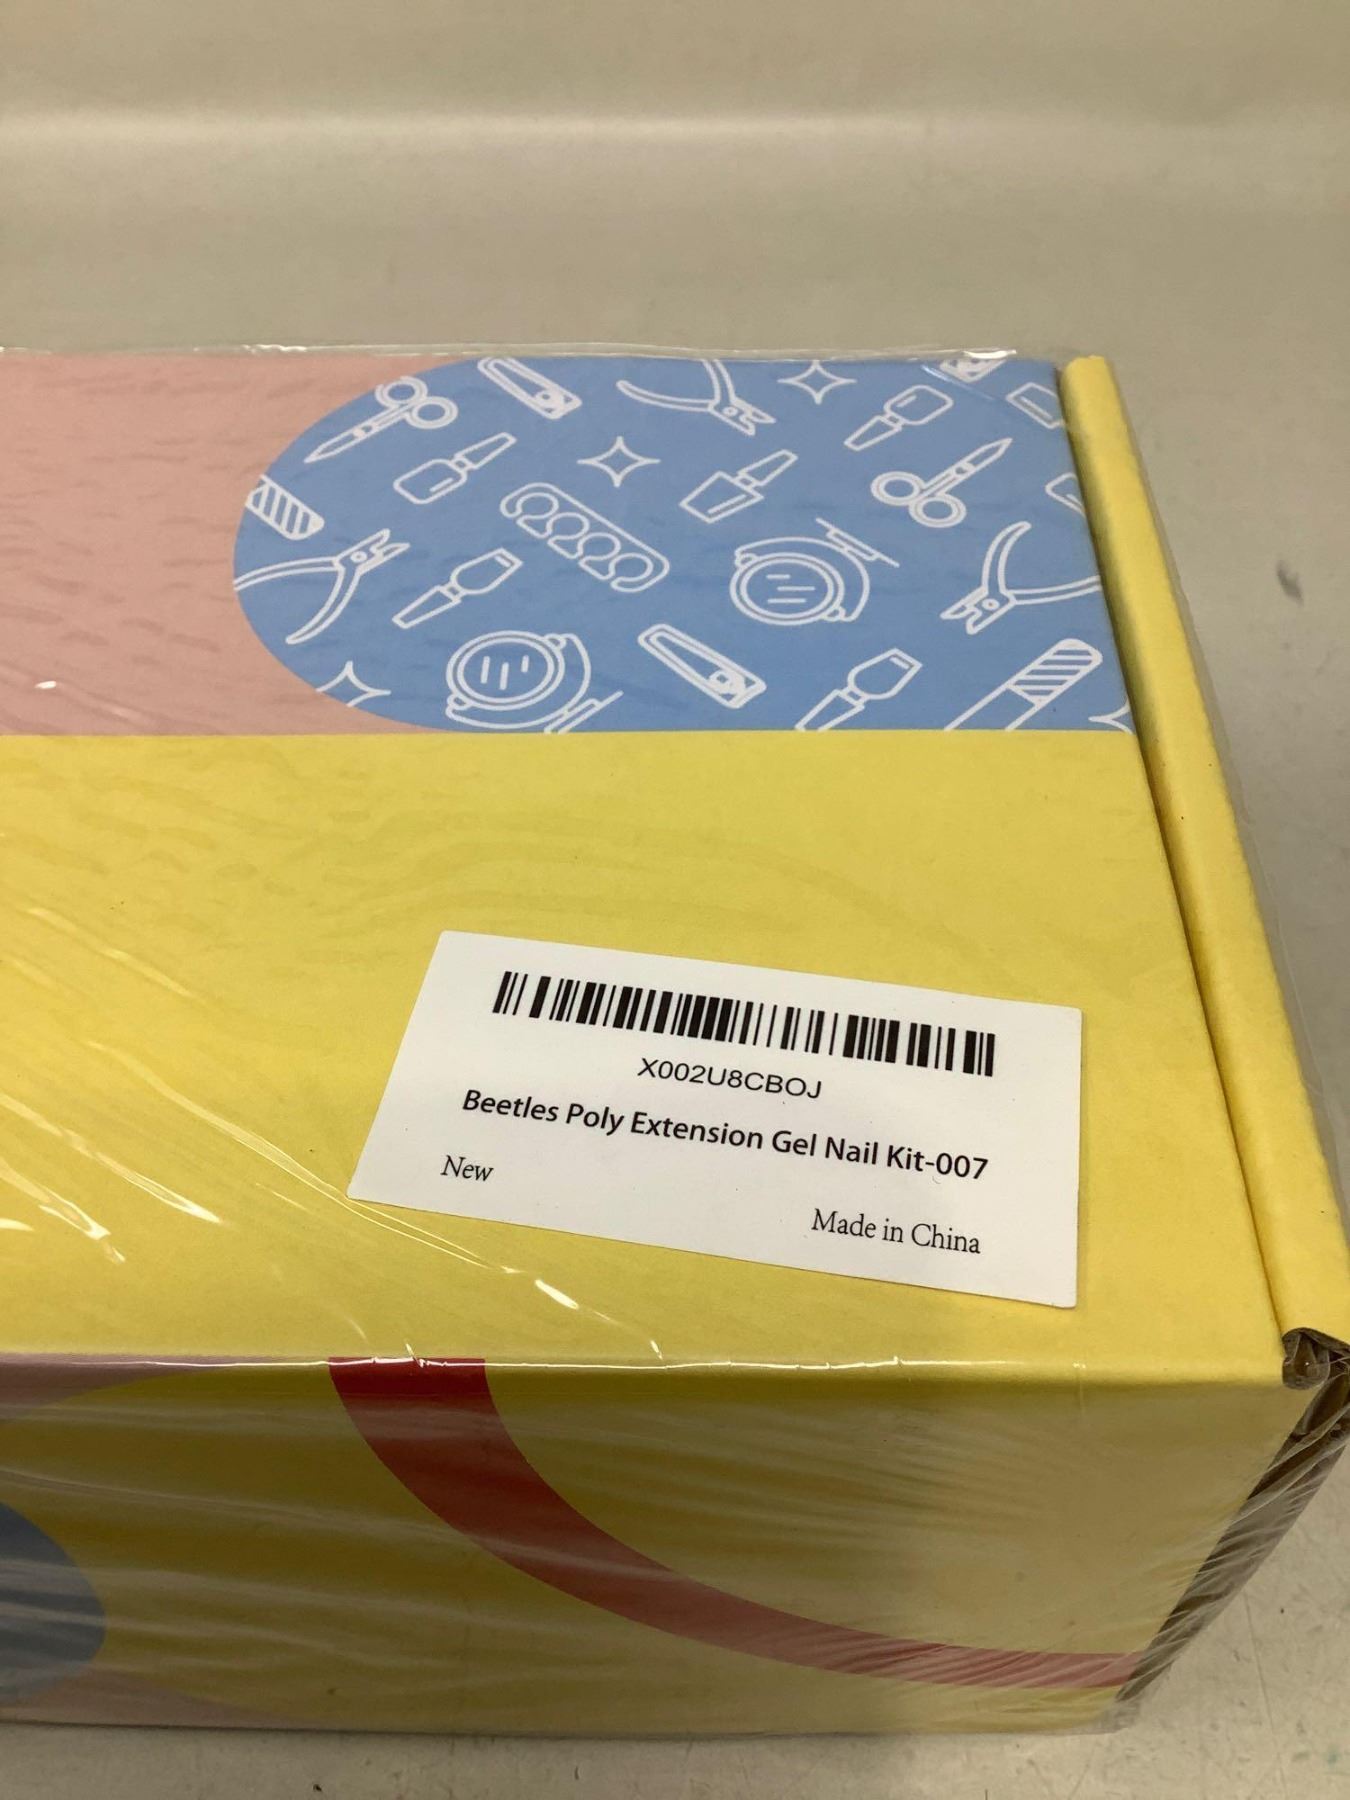 X002U8CBOJ
Beetles Poly Extension Gel Nail Kit-007
New
Made in China